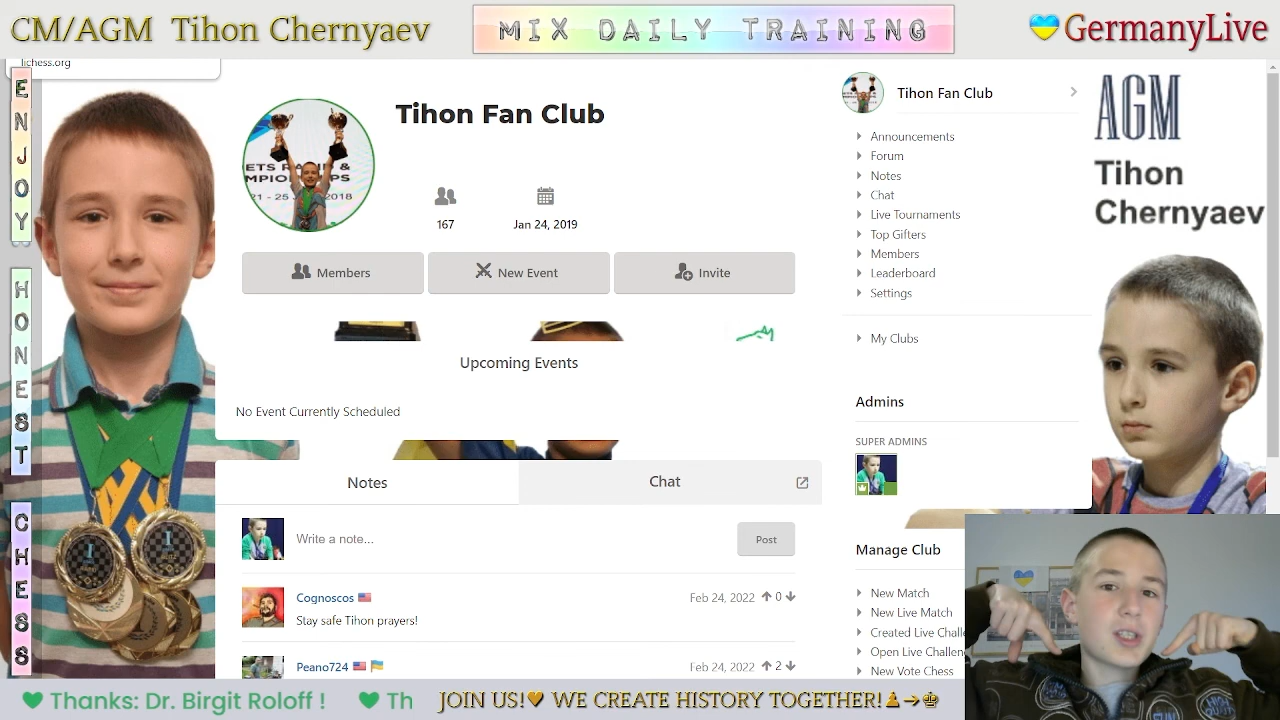 CM/AGM Tihon Chernyaev
MIX DAILY TRAINING
GermanyLive
lichess.org
ENJOY
HONEST
CHESS
Tihon Fan Club
167
Jan 24, 2019
Members
New Event
Invite
Upcoming Events
No Event Currently Scheduled
Notes
Chat
Write a note...
Post
Cognoscos
Feb 24, 2022
0
Stay safe Tihon prayers!
Peano724
Feb 24, 2022
2
Tihon Fan Club
Announcements
Forum
Notes
Chat
Live Tournaments
Top Gifters
Members
Leaderboard
Settings
My Clubs
Admins
SUPER ADMINS
Manage Club
New Match
New Live Match
Created Live Challe
Open Live Challen
New Vote Chess
AGM
Tihon
Chernyaev
Thanks: Dr. Birgit Roloff !
Th
JOIN US! WE CREATE HISTORY TOGETHER!